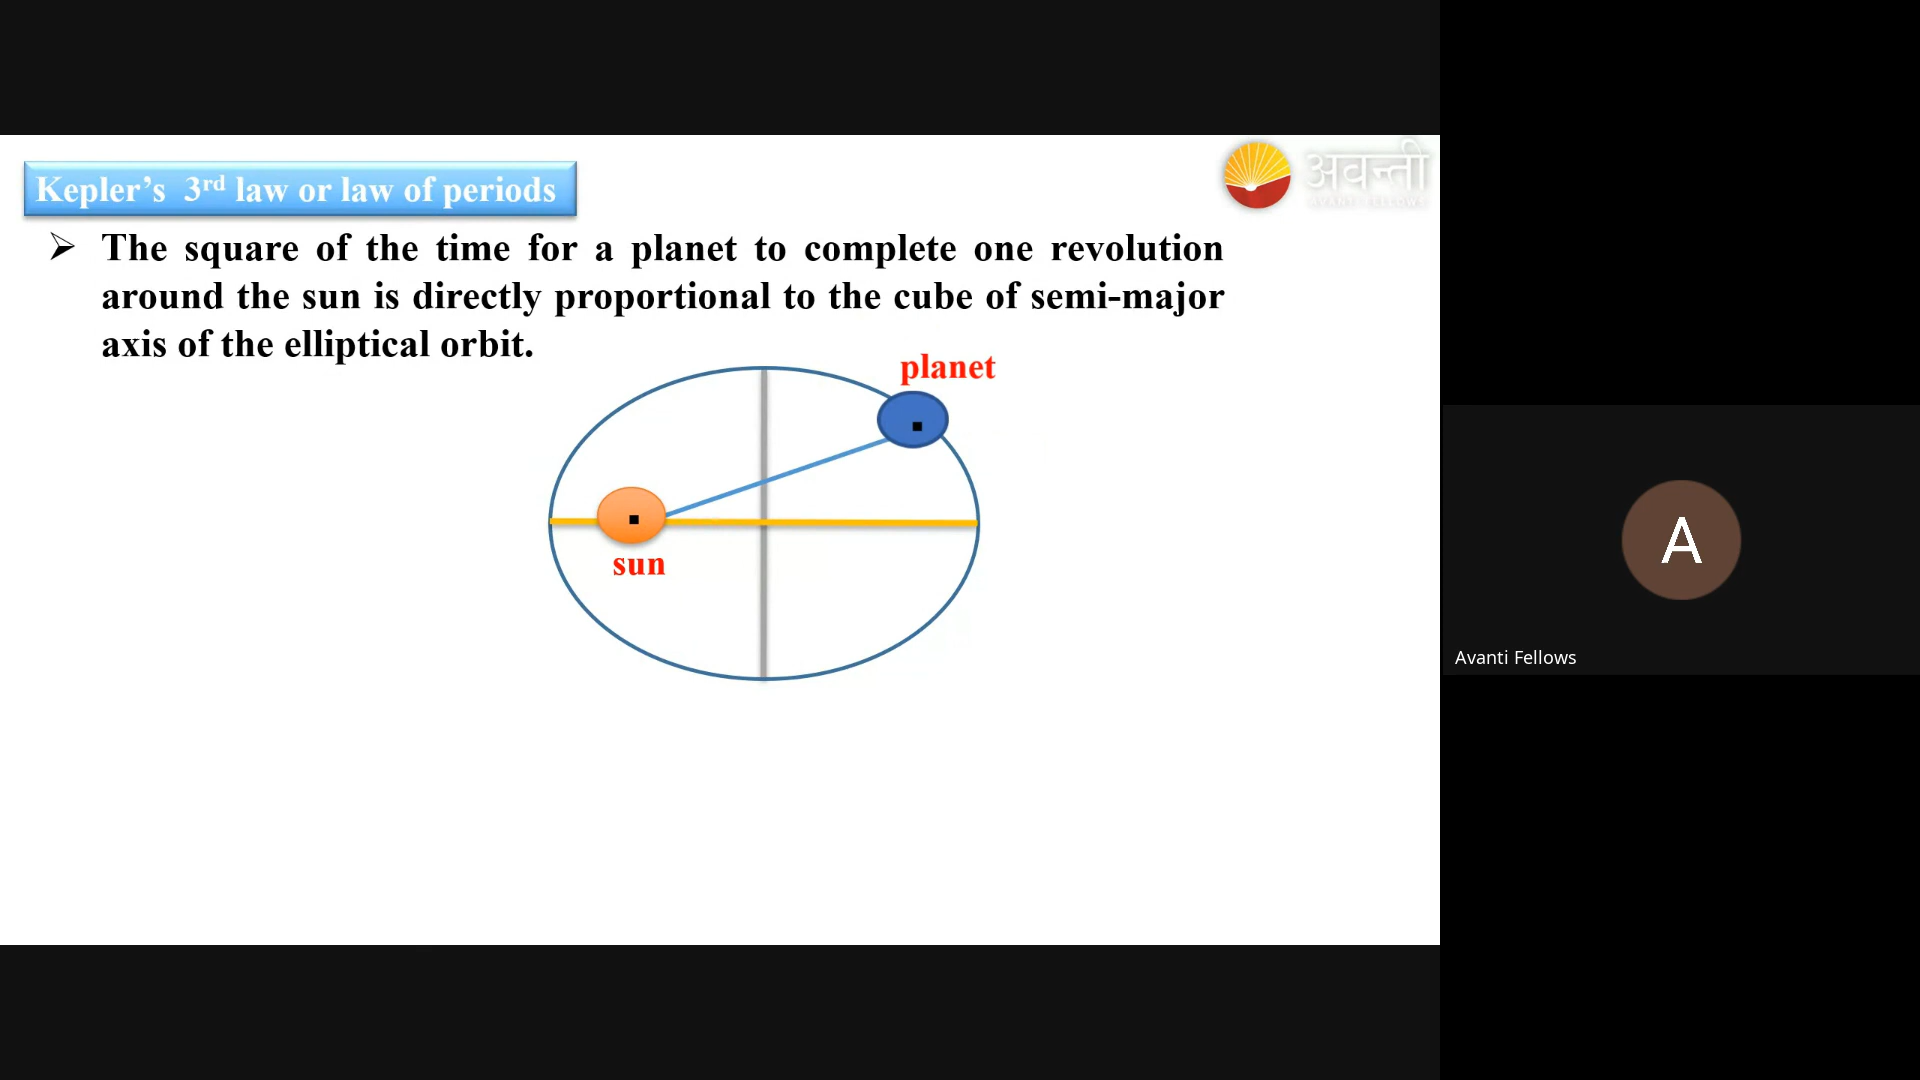 Kepler’s 3rd law or law of periods
अवन्ती
AVANTI FELLOWS
➢ The square of the time for a planet to complete one revolution
around the sun is directly proportional to the cube of semi-major
axis of the elliptical orbit.
planet
sun
A
Avanti Fellows